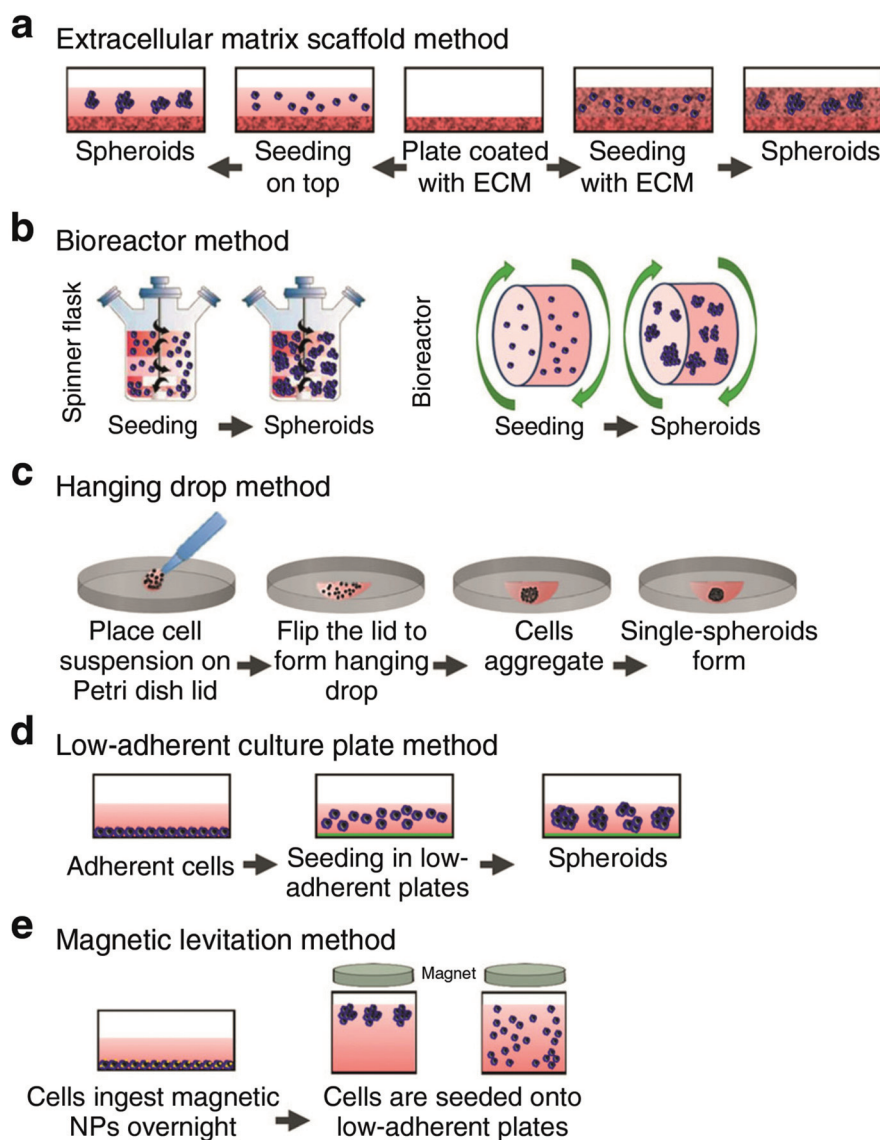 a Extracellular matrix scaffold method
Spheroids
Seeding
on top
Plate coated
with ECM
Seeding
with ECM
Spheroids
b Bioreactor method
Spinner flask
Seeding
Spheroids
Bioreactor
Seeding
Spheroids
c Hanging drop method
Place cell
suspension on
Petri dish lid
Flip the lid to
form hanging
drop
Cells
aggregate
Single-spheroids
form
d Low-adherent culture plate method
Adherent cells
Seeding in low-
adherent plates
Spheroids
e Magnetic levitation method
Magnet
Cells ingest magnetic
NPs overnight
Cells are seeded onto
low-adherent plates